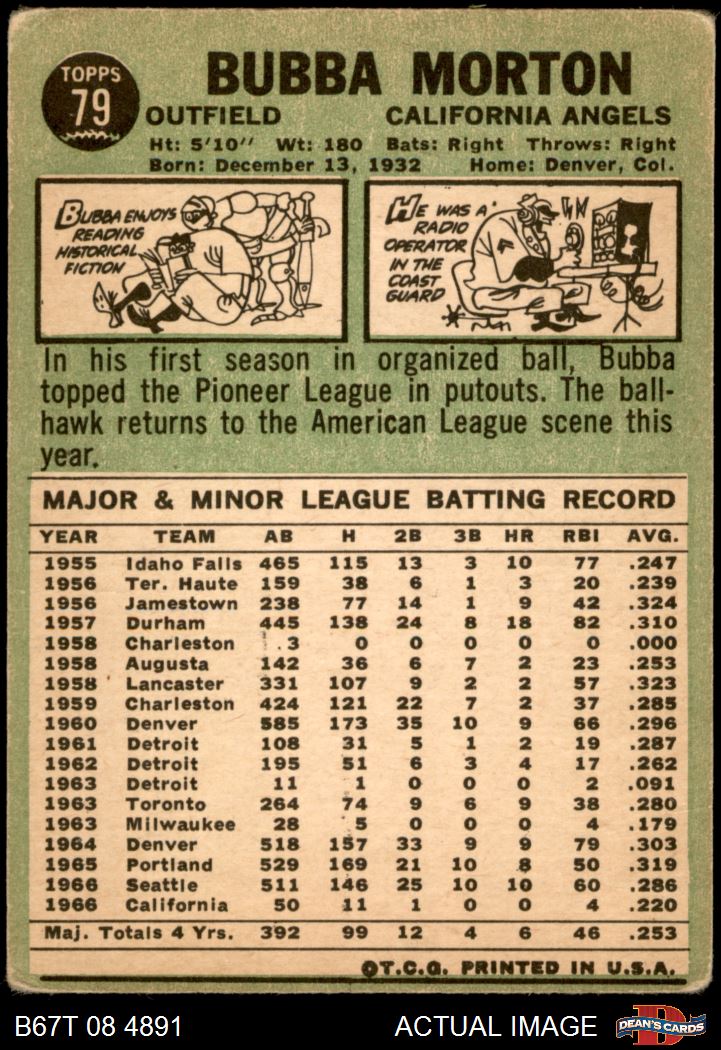 TOPPS
79
BUBBA MORTON
OUTFIELD CALIFORNIA ANGELS
Ht: 5'10" Wt: 180 Bats: Right Throws: Right
Born: December 13, 1932 Home: Denver, Col.
BUBBA ENJOYS
READING
HISTORICAL
FICTION
HE WAS A
RADIO
OPERATOR
IN THE
COAST
GUARD
In his first season in organized ball, Bubba
topped the Pioneer League in putouts. The ball-
hawk returns to the American League scene this
year.
MAJOR & MINOR LEAGUE BATTING RECORD
YEAR TEAM AB H 2B 3B HR RBI AVG.
1955 Idaho Falls 465 115 13 3 10 77 .247
1956 Ter. Haute 159 38 6 1 3 20 .239
1956 Jamestown 238 77 14 1 9 42 .324
1957 Durham 445 138 24 8 18 82 .310
1958 Charleston 3 0 0 0 0 0 .000
1958 Augusta 142 36 6 7 2 23 .253
1958 Lancaster 331 107 9 2 2 57 .323
1959 Charleston 424 121 22 7 2 37 .285
1960 Denver 585 173 35 10 9 66 .296
1961 Detroit 108 31 5 1 2 19 .287
1962 Detroit 195 51 6 3 4 17 .262
1963 Detroit 11 1 0 0 0 2 .091
1963 Toronto 264 74 9 6 9 38 .280
1963 Milwaukee 28 5 0 0 0 4 .179
1964 Denver 518 157 33 9 9 79 .303
1965 Portland 529 169 21 10 8 50 .319
1966 Seattle 511 146 25 10 10 60 .286
1966 California 50 11 1 0 0 4 .220
Maj. Totals 4 Yrs. 392 99 12 4 6 46 .253
©T.C.G. PRINTED IN U.S.A.
B67T 08 4891 ACTUAL IMAGE DEAN'S CARDS